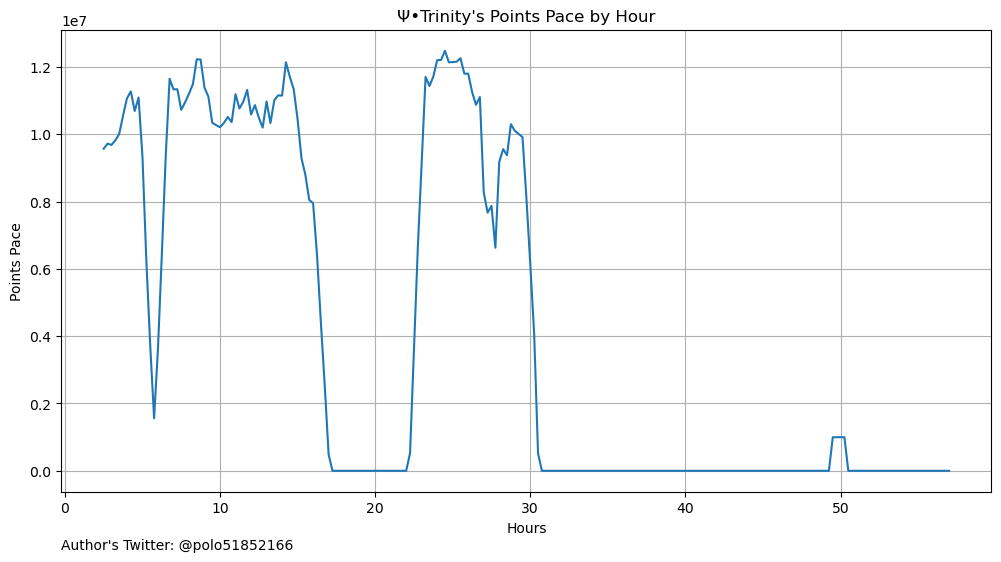 Ψ•Trinity's Points Pace by Hour
1e7
1.2
1.0
0.8
0.6
0.4
0.2
0.0
Points Pace
0 10 20 30 40 50
Hours
Author's Twitter: @polo51852166